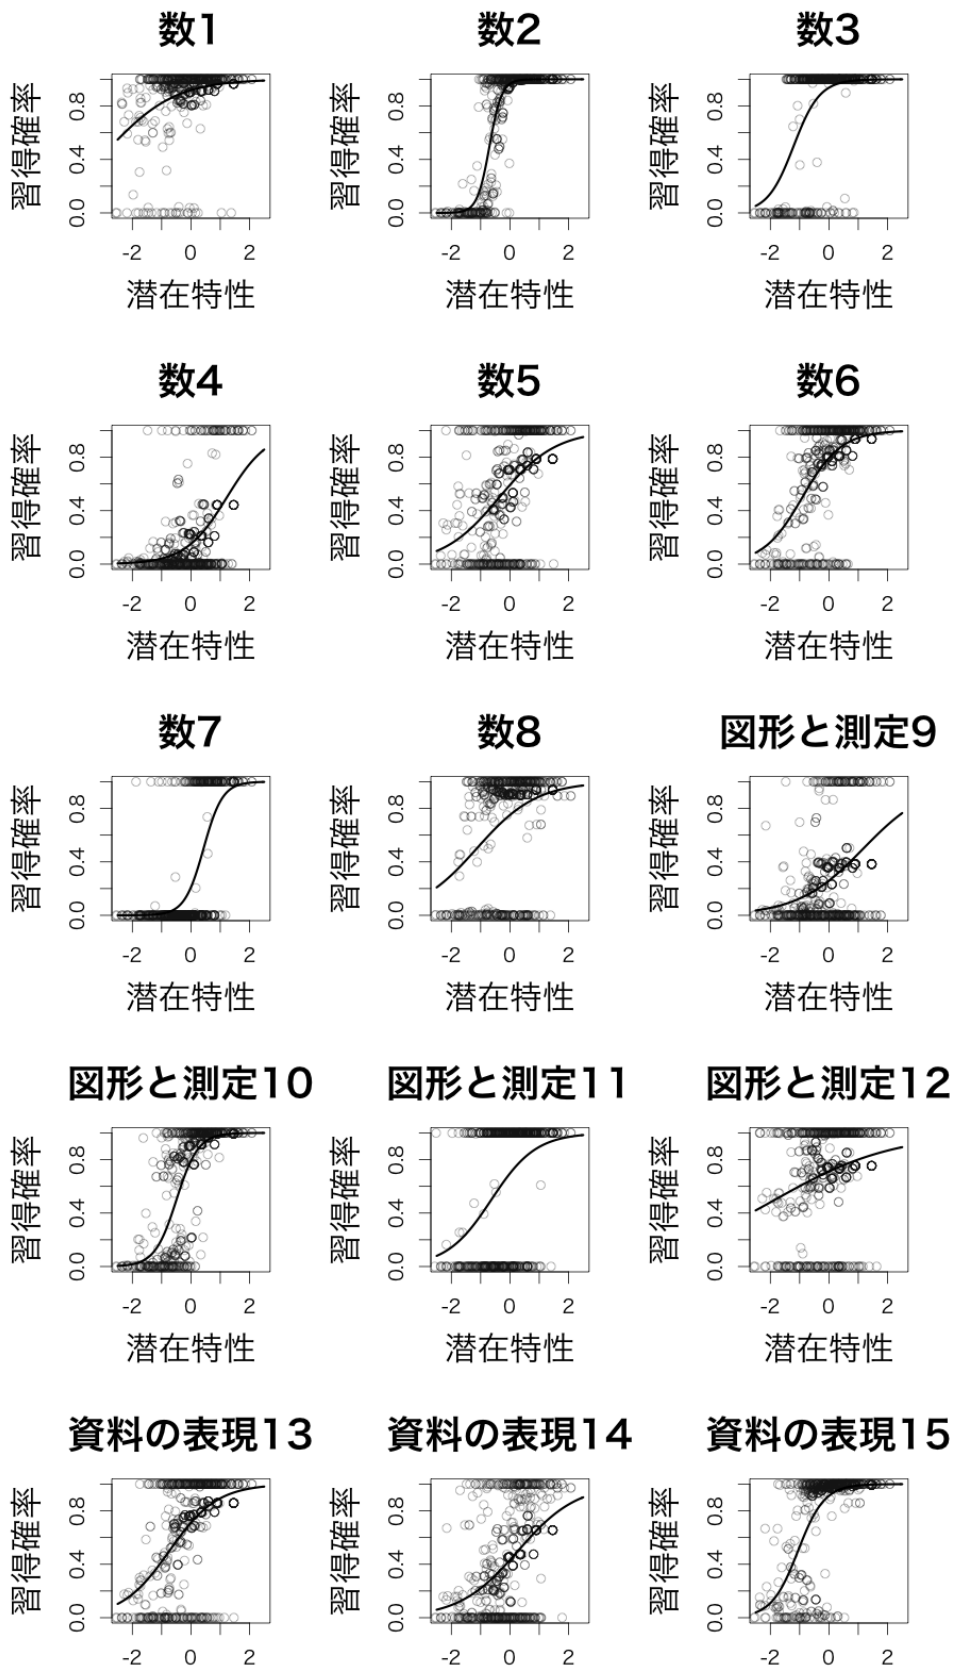 数1 数2 数3
習得確率 0.0 0.4 0.8 習得確率 0.0 0.4 0.8 習得確率 0.0 0.4 0.8
-2 0 2 -2 0 2 -2 0 2
潜在特性 潜在特性 潜在特性
数4 数5 数6
習得確率 0.0 0.4 0.8 習得確率 0.0 0.4 0.8 習得確率 0.0 0.4 0.8
-2 0 2 -2 0 2 -2 0 2
潜在特性 潜在特性 潜在特性
数7 数8 図形と測定9
習得確率 0.0 0.4 0.8 習得確率 0.0 0.4 0.8 習得確率 0.0 0.4 0.8
-2 0 2 -2 0 2 -2 0 2
潜在特性 潜在特性 潜在特性
図形と測定10 図形と測定11 図形と測定12
習得確率 0.0 0.4 0.8 習得確率 0.0 0.4 0.8 習得確率 0.0 0.4 0.8
-2 0 2 -2 0 2 -2 0 2
潜在特性 潜在特性 潜在特性
資料の表現13 資料の表現14 資料の表現15
習得確率 0.0 0.4 0.8 習得確率 0.0 0.4 0.8 習得確率 0.0 0.4 0.8
-2 0 2 -2 0 2 -2 0 2